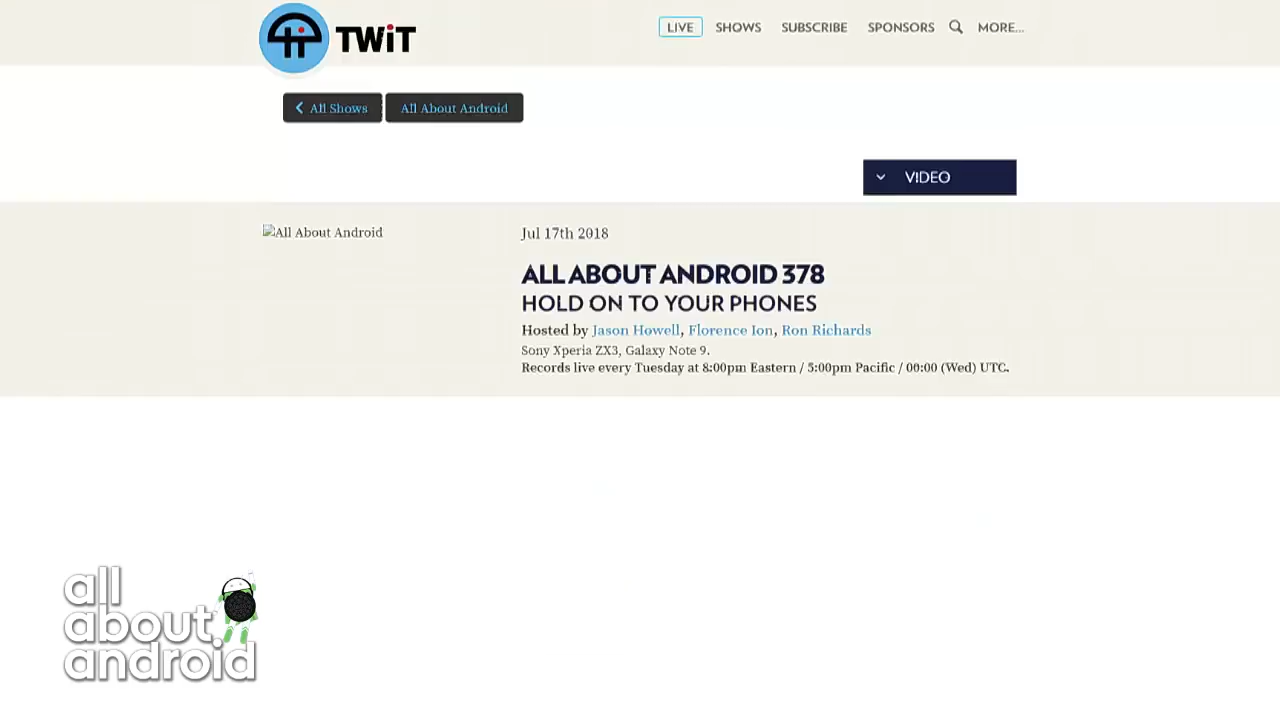 TWiT
LIVE SHOWS SUBSCRIBE SPONSORS MORE...
All Shows All About Android
VIDEO
All About Android
Jul 17th 2018
ALL ABOUT ANDROID 378
HOLD ON TO YOUR PHONES
Hosted by Jason Howell, Florence Ion, Ron Richards
Sony Xperia ZX3, Galaxy Note 9.
Records live every Tuesday at 8:00pm Eastern / 5:00pm Pacific / 00:00 (Wed) UTC.
all
about
android